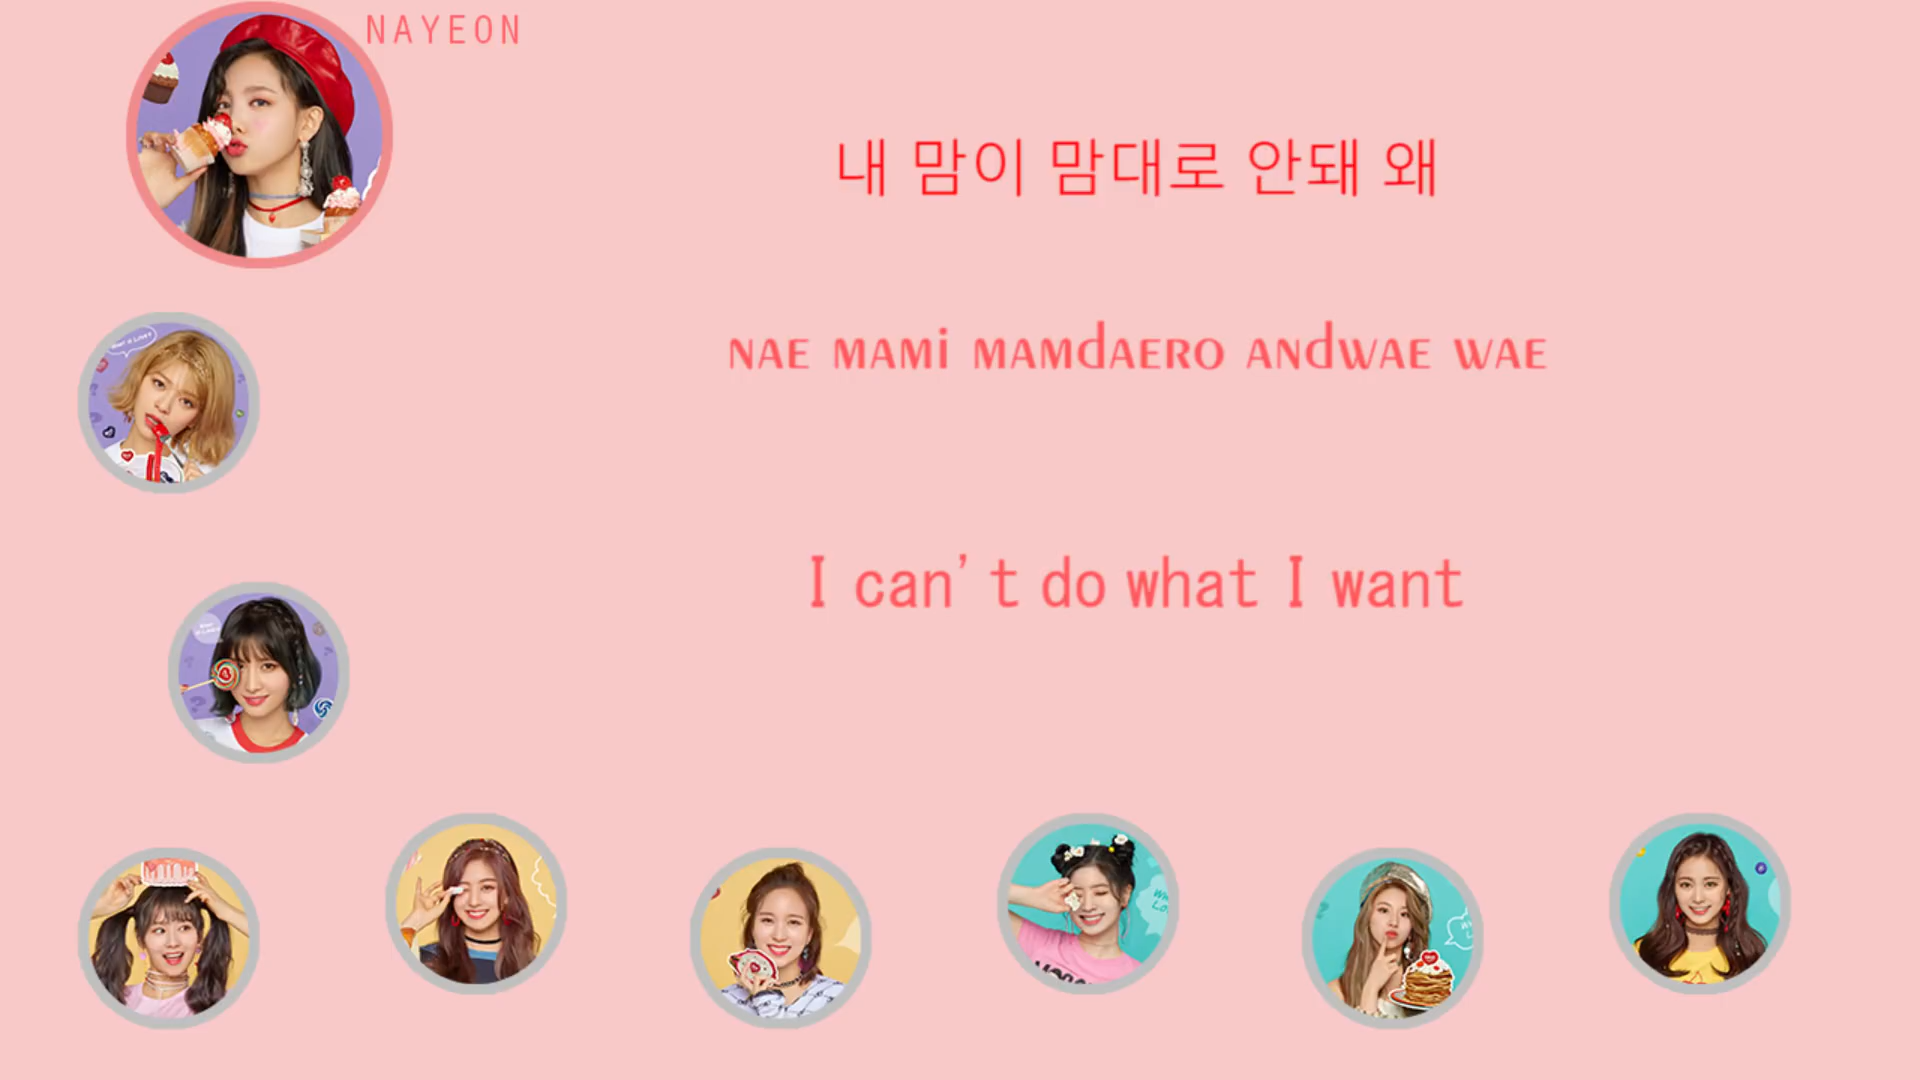 NAYEON
내 맘이 맘대로 안돼 왜
NAE MAMi MAMdAERO ANdWAE WAE
I can't do what I want